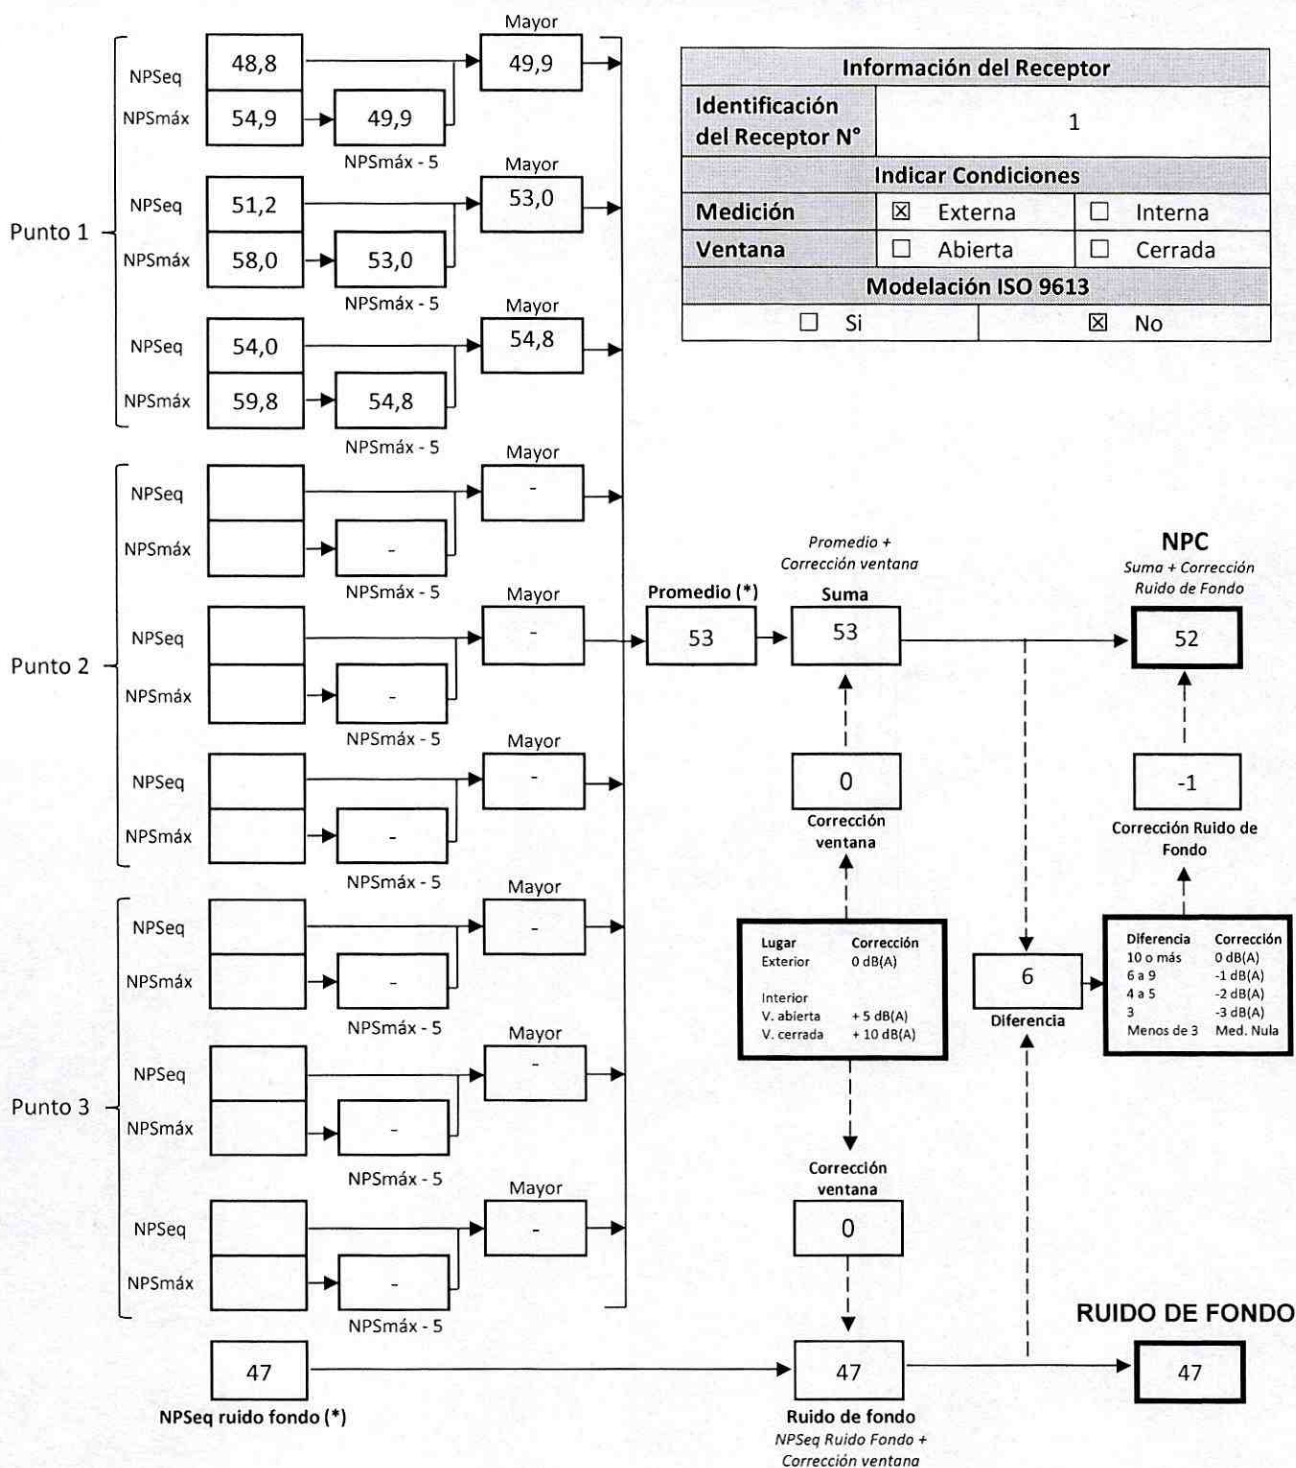 Mayor
NPSeq 48,8 49,9
NPSmáx 54,9 49,9
NPSmáx - 5
Mayor
Punto 1
NPSeq 51,2 53,0
NPSmáx 58,0 53,0
NPSmáx - 5
Mayor
NPSeq 54,0 54,8
NPSmáx 59,8 54,8
NPSmáx - 5
Información del Receptor
Identificación
del Receptor N° 1
Indicar Condiciones
Medición ☒ Externa ☐ Interna
Ventana ☐ Abierta ☐ Cerrada
Modelación ISO 9613
☐ Si ☒ No
Mayor
NPSeq -
NPSmáx -
NPSmáx - 5
Mayor
Punto 2
NPSeq -
NPSmáx -
NPSmáx - 5
Mayor
NPSeq -
NPSmáx -
NPSmáx - 5
Mayor
NPSeq -
NPSmáx -
NPSmáx - 5
Mayor
Punto 3
NPSeq -
NPSmáx -
NPSmáx - 5
Mayor
NPSeq -
NPSmáx -
NPSmáx - 5
Promedio (*)
53
Promedio +
Corrección ventana
Suma
53
NPC
Suma + Corrección
Ruido de Fondo
52
0
Corrección
ventana
-1
Corrección Ruido de
Fondo
Lugar Corrección
Exterior 0 dB(A)
Interior
V. abierta + 5 dB(A)
V. cerrada + 10 dB(A)
6
Diferencia
Diferencia Corrección
10 o más 0 dB(A)
6 a 9 -1 dB(A)
4 a 5 -2 dB(A)
3 -3 dB(A)
Menos de 3 Med. Nula
Corrección
ventana
0
47
NPSeq ruido fondo (*)
47
Ruido de fondo
NPSeq Ruido Fondo +
Corrección ventana
RUIDO DE FONDO
47